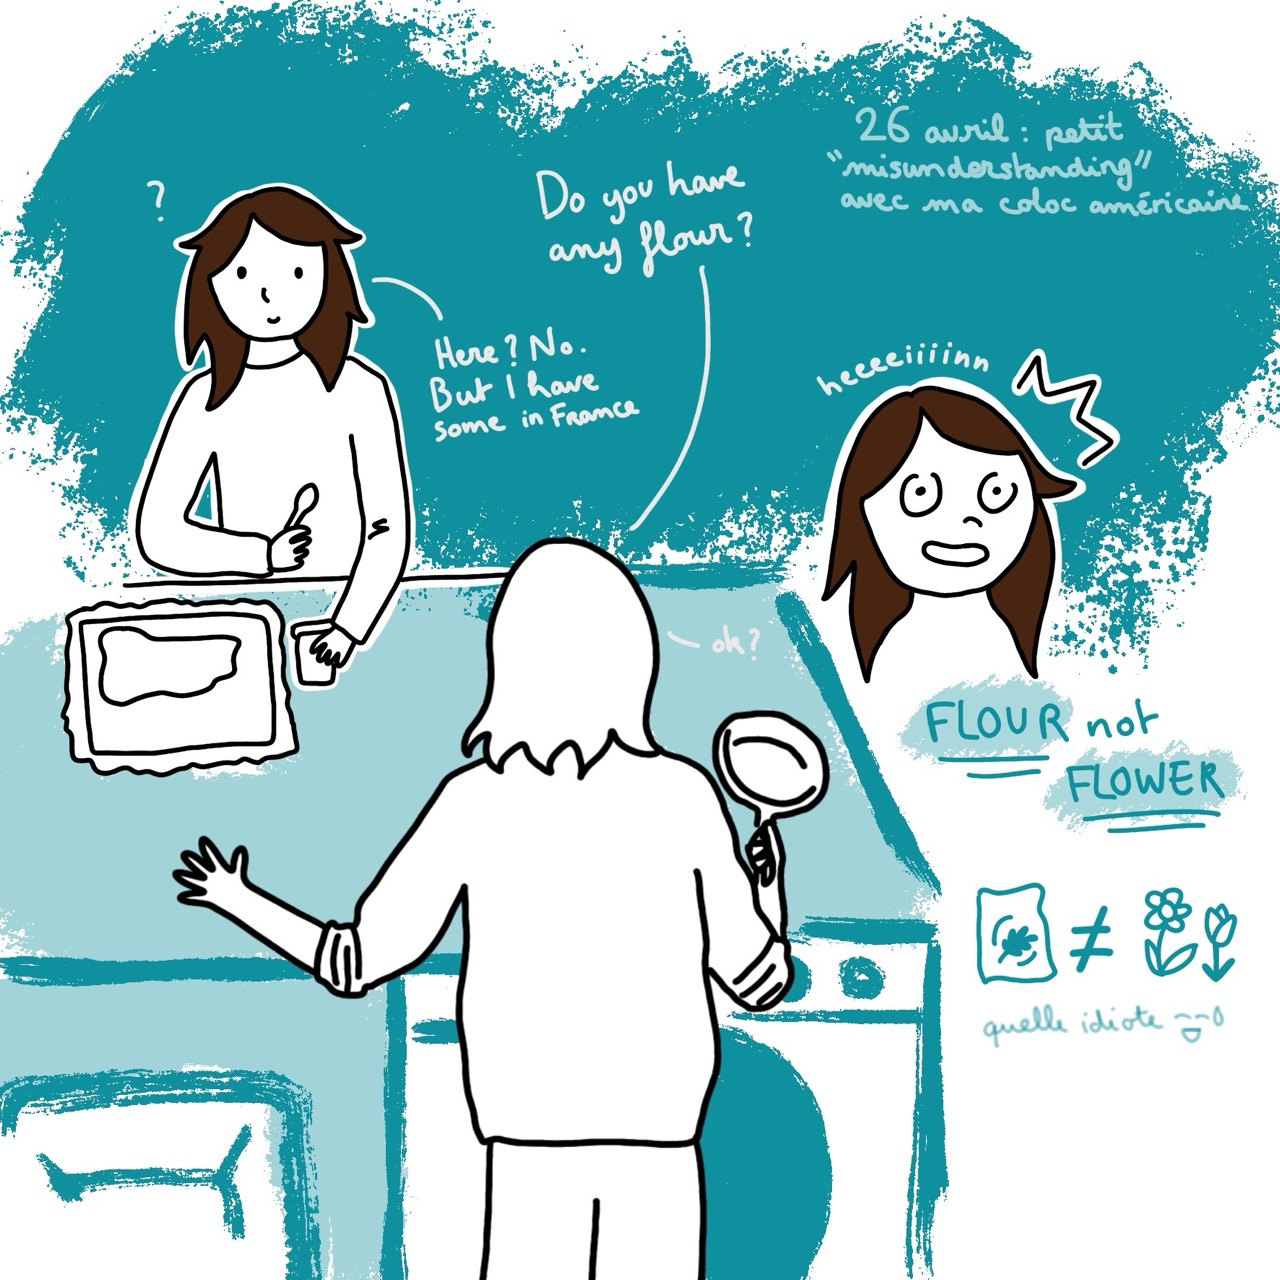 26 avril : petit
"misunderstanding"
avec ma coloc américaine
?
Do you have
any flour?
Here? No.
But I have
some in France
ok?
heeeeiiiinn
FLOUR not
FLOWER
≠
quelle idiote